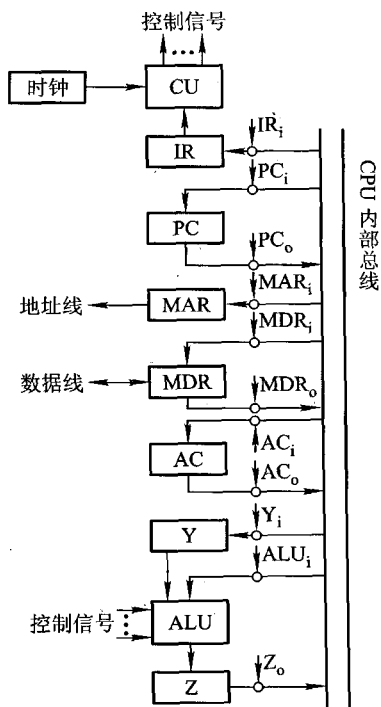 控制信号
...
时钟
CU
IR
IRi
PCi
PC
PCo
MARi
地址线
MAR
MDRi
数据线
MDR
MDRo
ACi
AC
ACo
Yi
Y
ALUi
控制信号
ALU
Zo
Z
CPU 内部总线